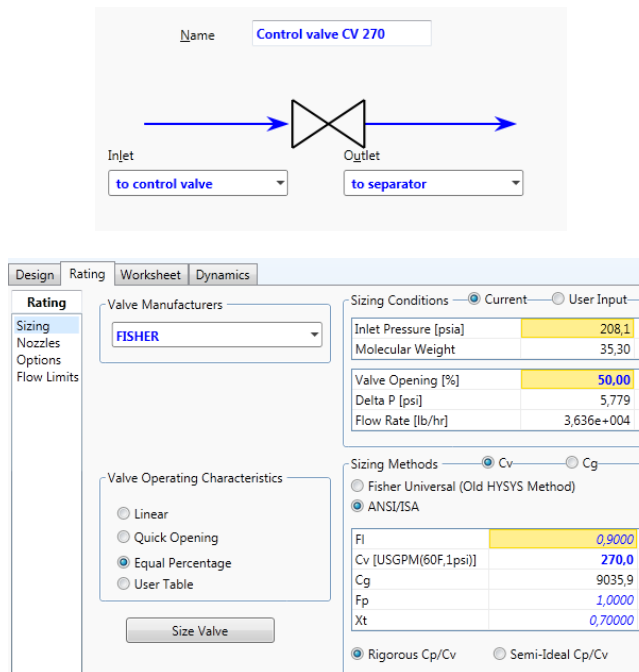 Name Control valve CV 270
Inlet Outlet
to control valve to separator
Design Rating Worksheet Dynamics
Rating
Sizing
Nozzles
Options
Flow Limits
Valve Manufacturers
FISHER
Valve Operating Characteristics
Linear
Quick Opening
Equal Percentage
User Table
Size Valve
Sizing Conditions Current User Input
Inlet Pressure [psia] 208,1
Molecular Weight 35,30
Valve Opening [%] 50,00
Delta P [psi] 5,779
Flow Rate [lb/hr] 3,636e+004
Sizing Methods Cv Cg
Fisher Universal (Old HYSYS Method)
ANSI/ISA
Fl 0,9000
Cv [USGPM(60F,1psi)] 270,0
Cg 9035,9
Fp 1,0000
Xt 0,70000
Rigorous Cp/Cv Semi-Ideal Cp/Cv